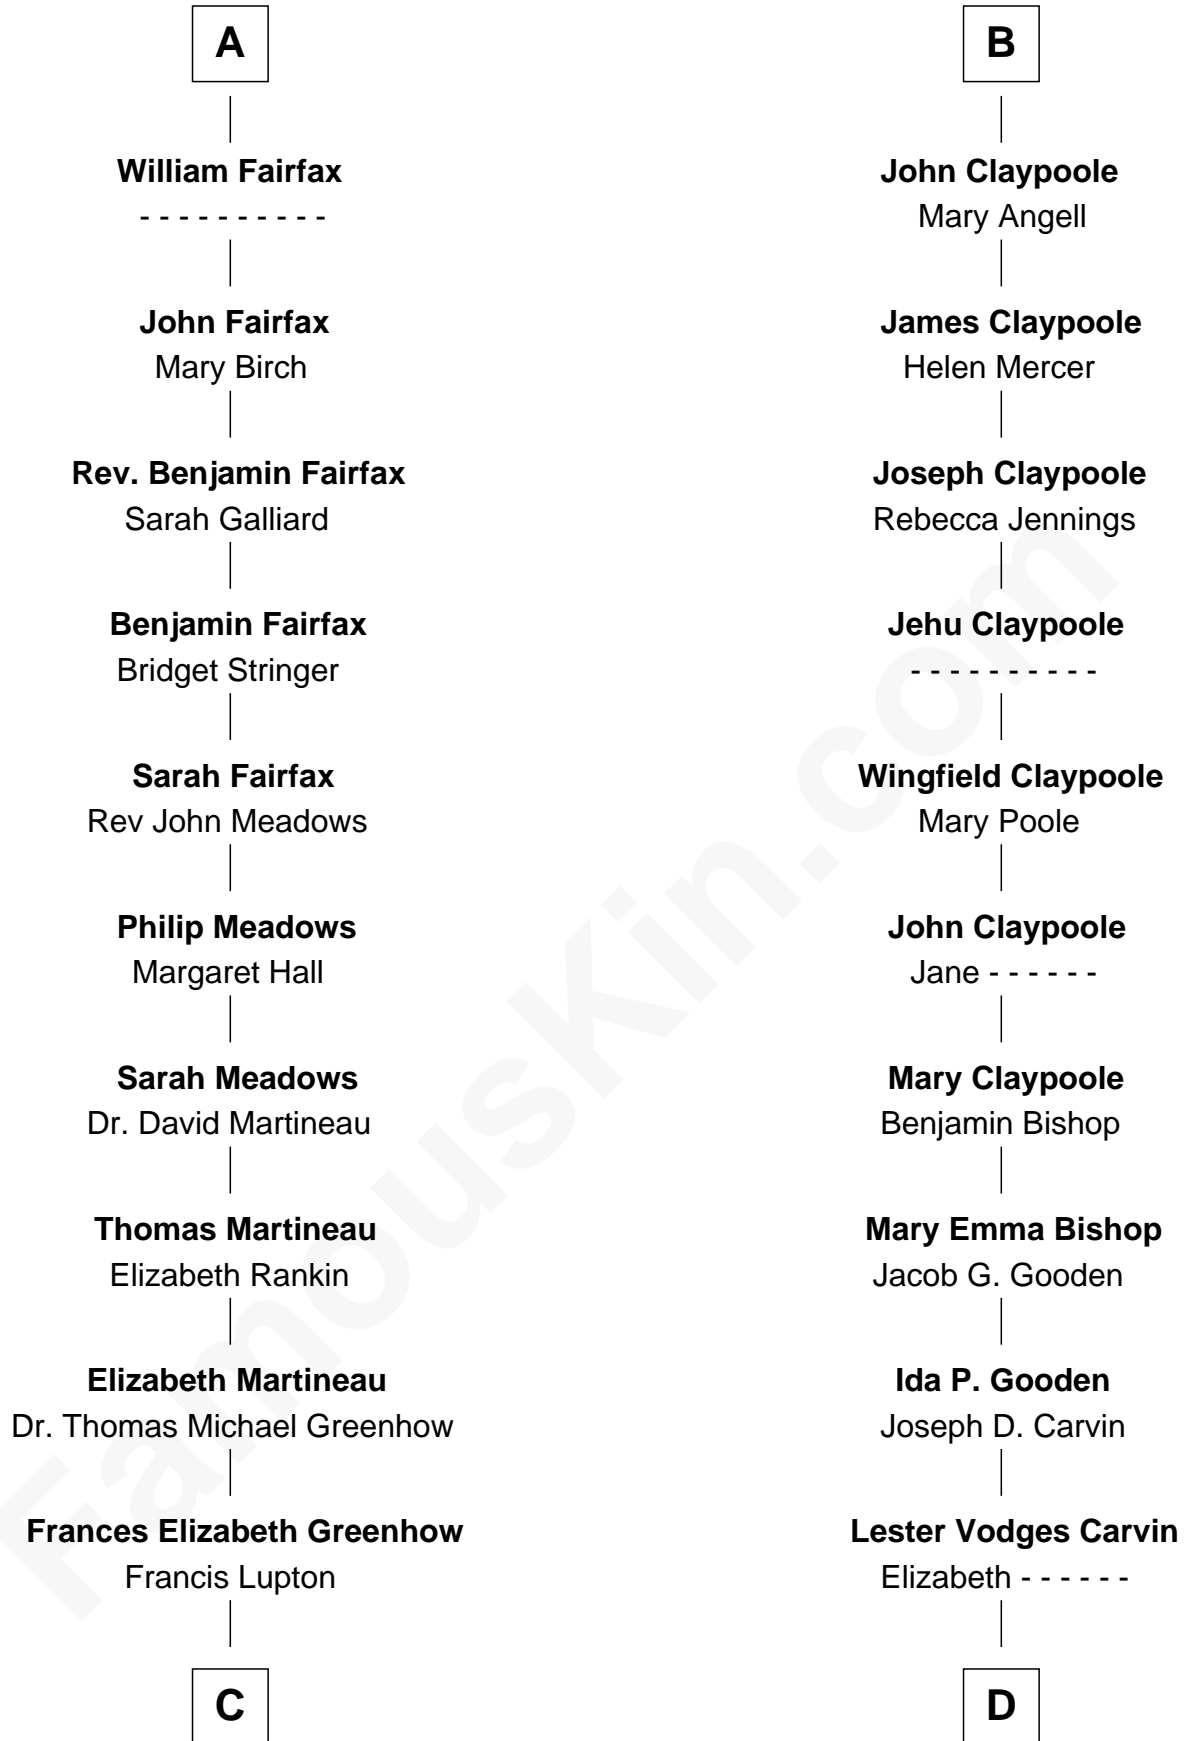 A
William Fairfax
- - - - - - - - - -
John Fairfax
Mary Birch
Rev. Benjamin Fairfax
Sarah Galliard
Benjamin Fairfax
Bridget Stringer
Sarah Fairfax
Rev John Meadows
Philip Meadows
Margaret Hall
Sarah Meadows
Dr. David Martineau
Thomas Martineau
Elizabeth Rankin
Elizabeth Martineau
Dr. Thomas Michael Greenhow
Frances Elizabeth Greenhow
Francis Lupton
C
B
John Claypoole
Mary Angell
James Claypoole
Helen Mercer
Joseph Claypoole
Rebecca Jennings
Jehu Claypoole
- - - - - - - - - -
Wingfield Claypoole
Mary Poole
John Claypoole
Jane - - - - - -
Mary Claypoole
Benjamin Bishop
Mary Emma Bishop
Jacob G. Gooden
Ida P. Gooden
Joseph D. Carvin
Lester Vodges Carvin
Elizabeth - - - - - -
D
FamousKin.com